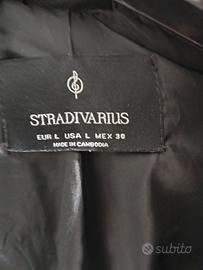 STRADIVARIUS
EUR L USA L MEX 30
MADE IN CAMBODIA
subito